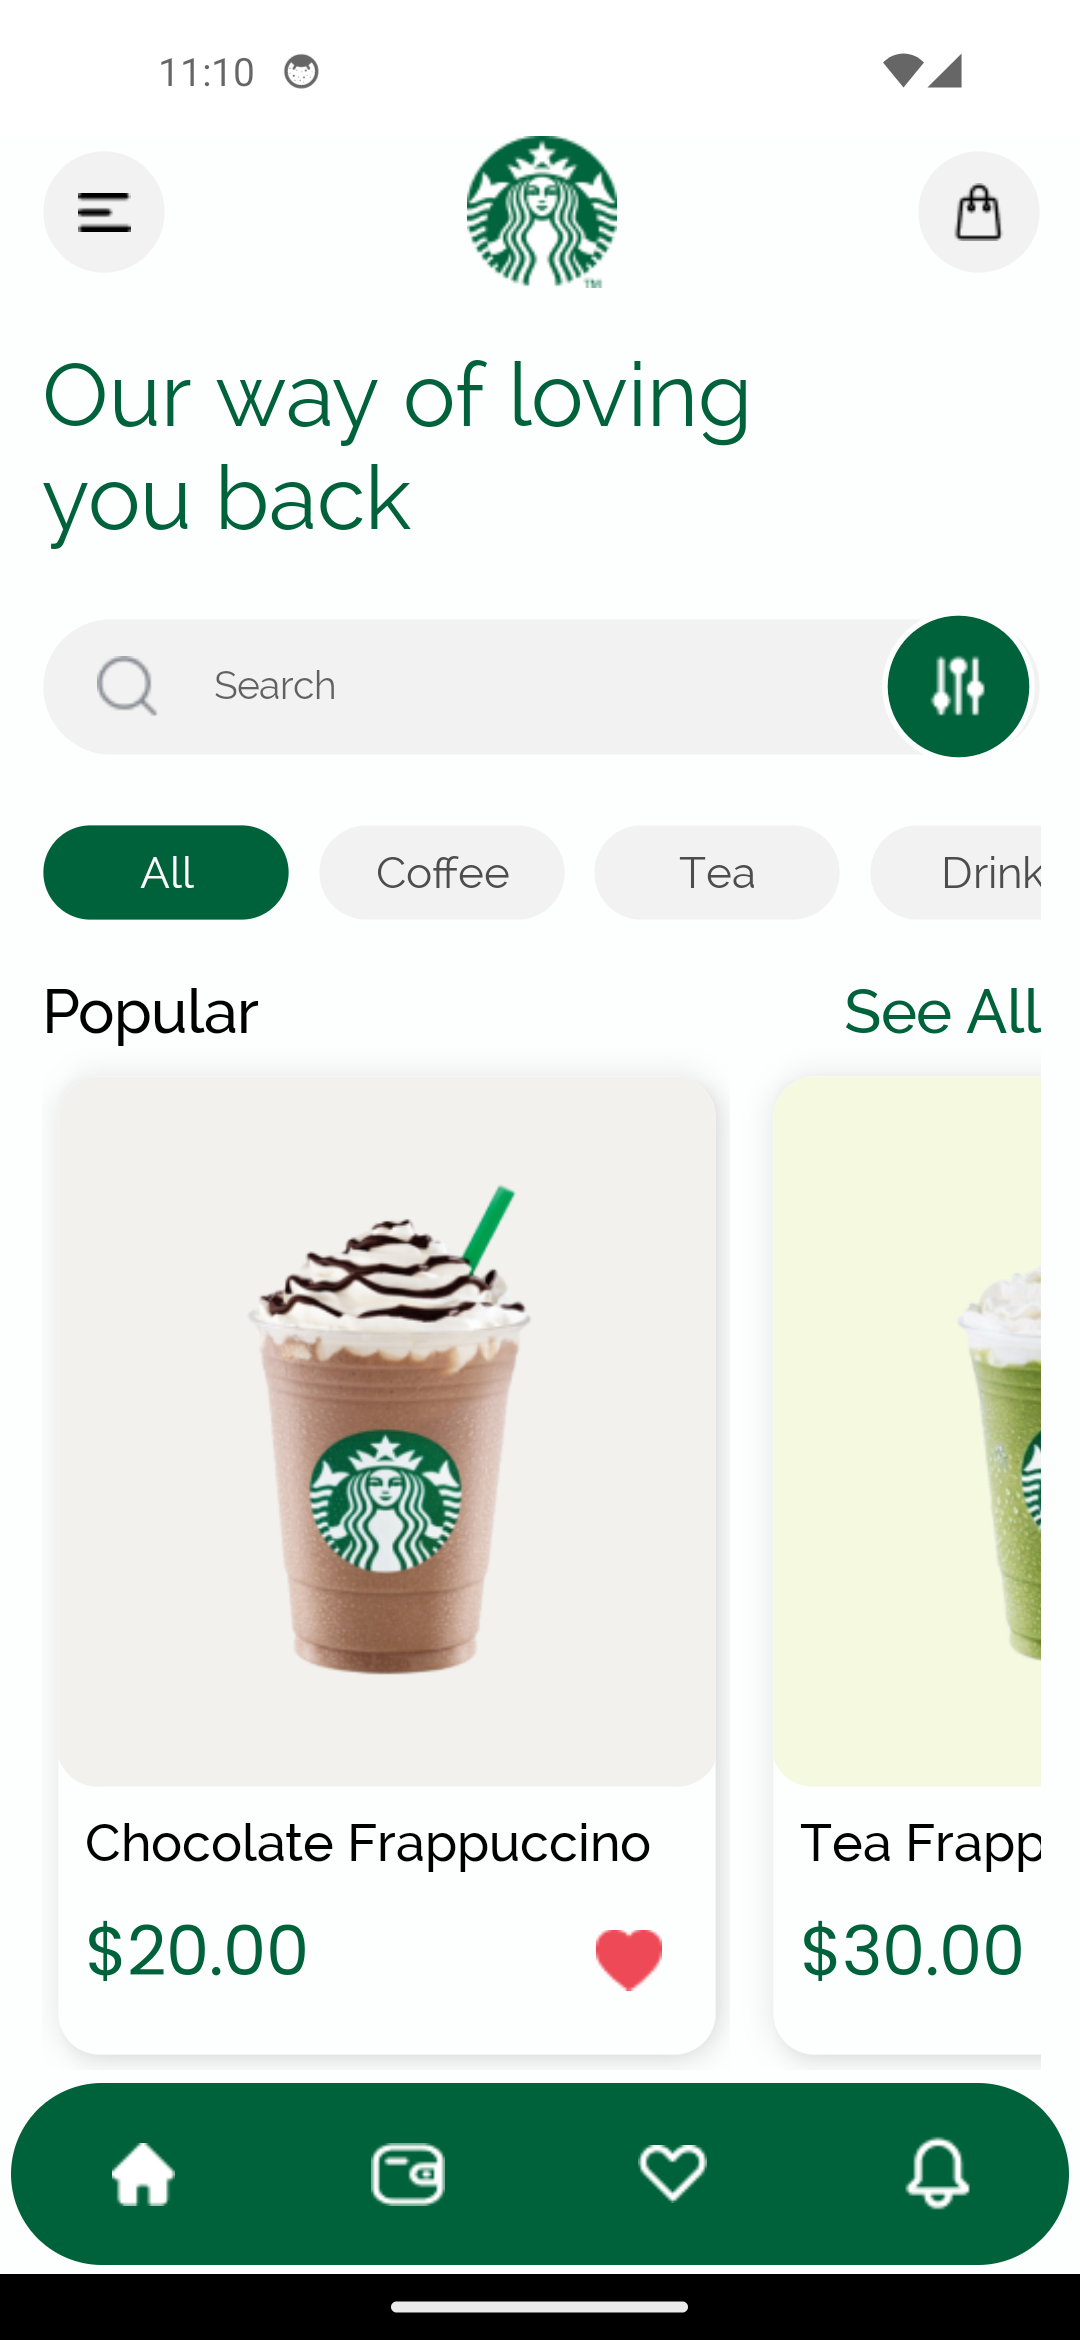 11:10
TM
Our way of loving
you back
Search
All Coffee Tea Drink
Popular See All
Chocolate Frappuccino Tea Frapp
$20.00 $30.00